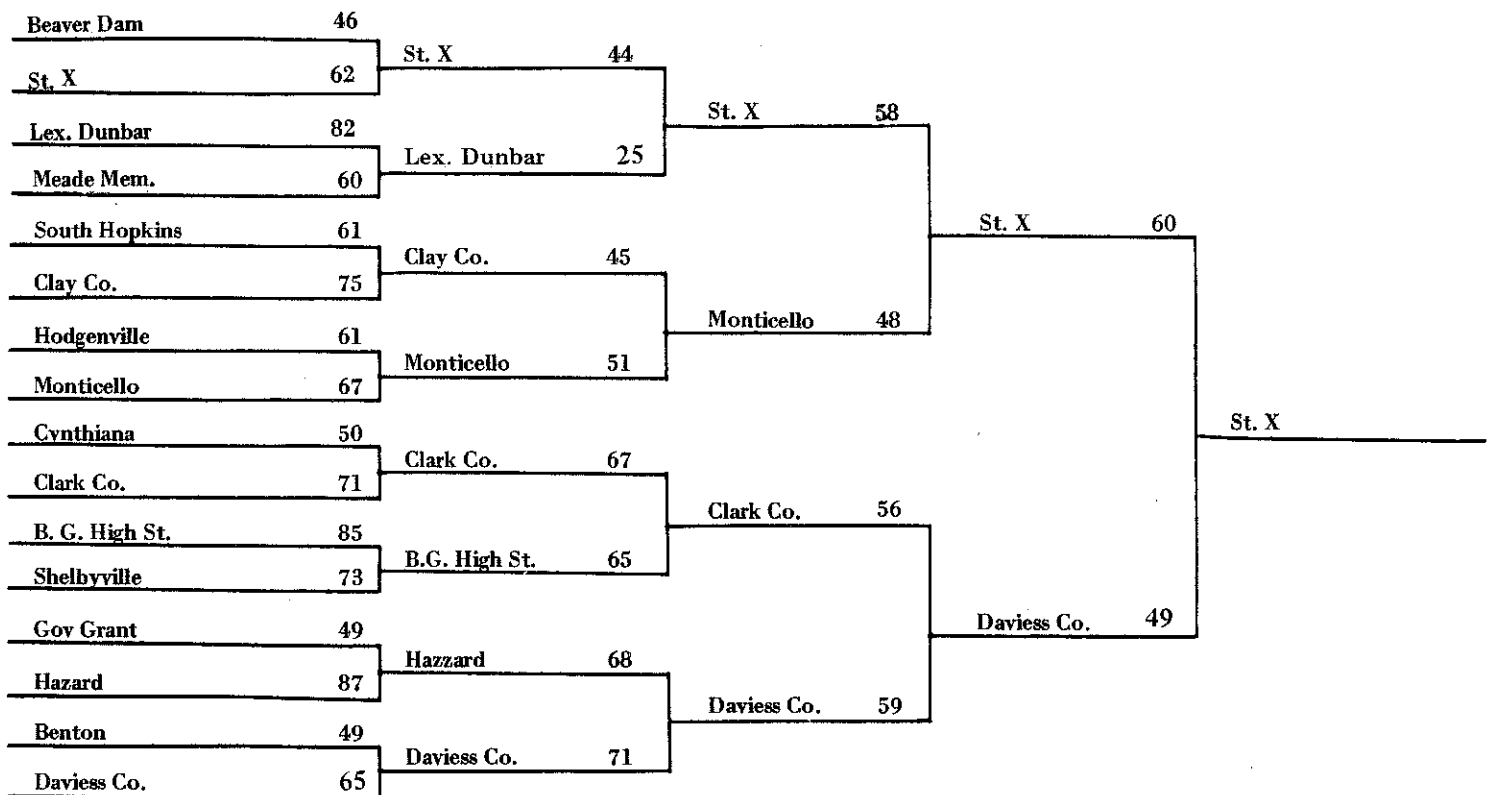 Beaver Dam 46
St. X 62
Lex. Dunbar 82
Meade Mem. 60
South Hopkins 61
Clay Co. 75
Hodgenville 61
Monticello 67
Cynthiana 50
Clark Co. 71
B. G. High St. 85
Shelbyville 73
Gov Grant 49
Hazard 87
Benton 49
Daviess Co. 65
St. X 44
Lex. Dunbar 25
Clay Co. 45
Monticello 51
Clark Co. 67
B.G. High St. 65
Hazzard 68
Daviess Co. 71
St. X 58
Monticello 48
Clark Co. 56
Daviess Co. 59
St. X 60
Daviess Co. 49
St. X